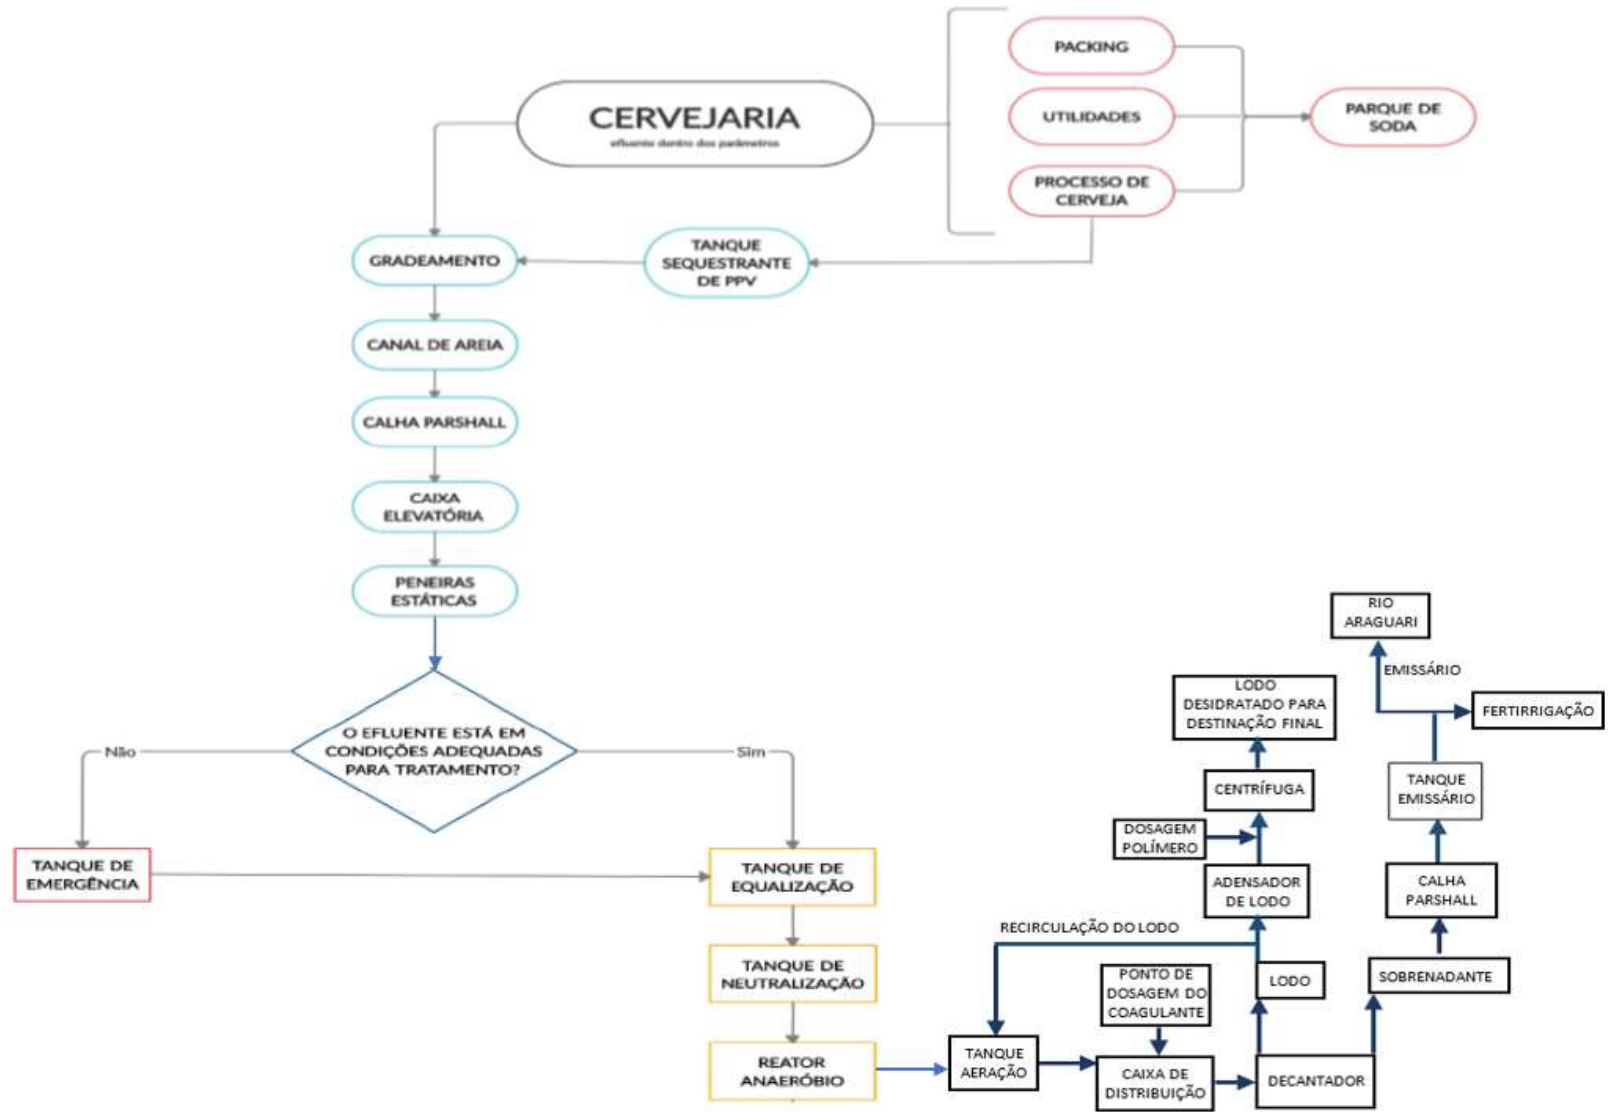 CERVEJARIA
efluente dentro dos parâmetros
PACKING
UTILIDADES
PROCESSO DE
CERVEJA
PARQUE DE
SODA
TANQUE
SEQUESTRANTE
DE PPV
GRADEAMENTO
CANAL DE AREIA
CALHA PARSHALL
CAIXA
ELEVATÓRIA
PENEIRAS
ESTÁTICAS
O EFLUENTE ESTÁ EM
CONDIÇÕES ADEQUADAS
PARA TRATAMENTO?
Não
Sim
TANQUE DE
EMERGÊNCIA
TANQUE DE
EQUALIZAÇÃO
TANQUE DE
NEUTRALIZAÇÃO
REATOR
ANAERÓBIO
TANQUE
AERAÇÃO
RECIRCULAÇÃO DO LODO
PONTO DE
DOSAGEM DO
COAGULANTE
CAIXA DE
DISTRIBUIÇÃO
DECANTADOR
LODO
ADENSADOR
DE LODO
DOSAGEM
POLÍMERO
CENTRÍFUGA
LODO
DESIDRATADO PARA
DESTINAÇÃO FINAL
SOBRENADANTE
CALHA
PARSHALL
TANQUE
EMISSÁRIO
FERTIRRIGAÇÃO
EMISSÁRIO
RIO
ARAGUARI